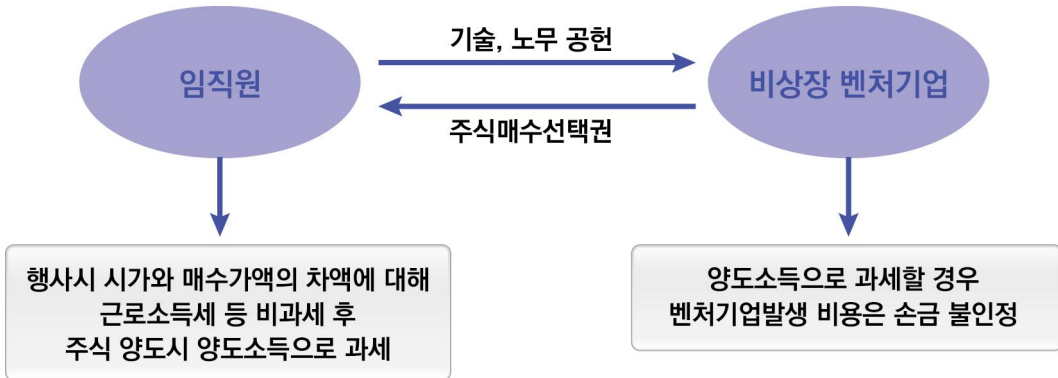 기술, 노무 공헌
임직원
비상장 벤처기업
주식매수선택권
행사시 시가와 매수가액의 차액에 대해
근로소득세 등 비과세 후
주식 양도시 양도소득으로 과세
양도소득으로 과세할 경우
벤처기업발생 비용은 손금 불인정